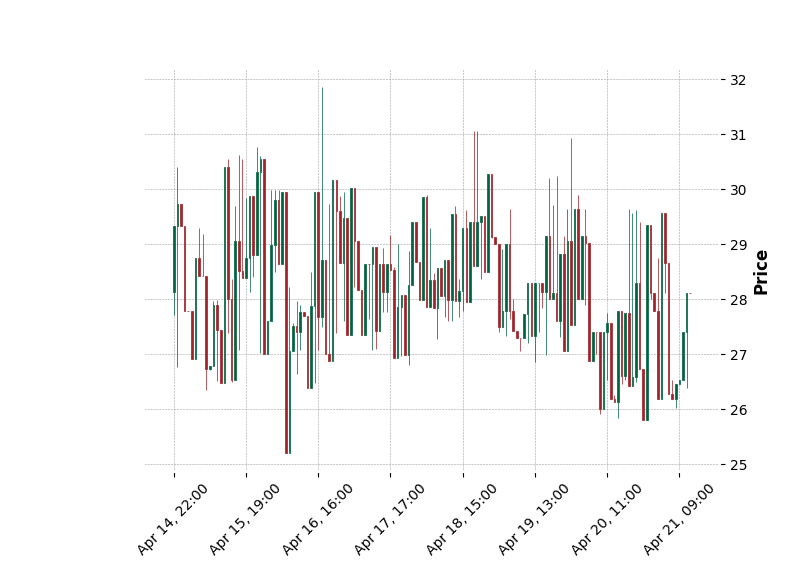 32
31
30
29
28
27
26
25
Price
Apr 14, 22:00
Apr 15, 19:00
Apr 16, 16:00
Apr 17, 17:00
Apr 18, 15:00
Apr 19, 13:00
Apr 20, 11:00
Apr 21, 09:00